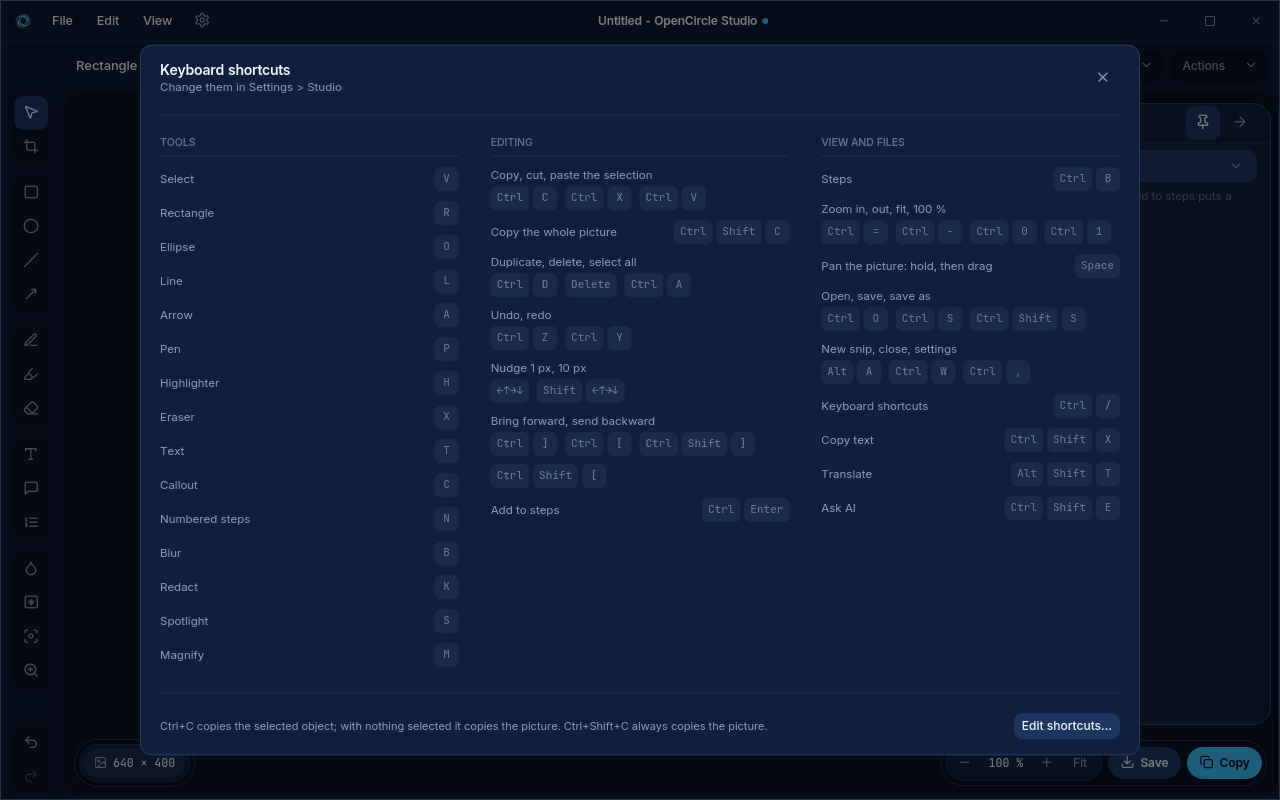 File Edit View
Untitled - OpenCircle Studio
Rectangle
Actions
Keyboard shortcuts
Change them in Settings > Studio
TOOLS
Select V
Rectangle R
Ellipse O
Line L
Arrow A
Pen P
Highlighter H
Eraser X
Text T
Callout C
Numbered steps N
Blur B
Redact K
Spotlight S
Magnify M
EDITING
Copy, cut, paste the selection
Ctrl C Ctrl X Ctrl V
Copy the whole picture Ctrl Shift C
Duplicate, delete, select all
Ctrl D Delete Ctrl A
Undo, redo
Ctrl Z Ctrl Y
Nudge 1 px, 10 px
←↑→↓ Shift ←↑→↓
Bring forward, send backward
Ctrl ] Ctrl [ Ctrl Shift ]
Ctrl Shift [
Add to steps Ctrl Enter
VIEW AND FILES
Steps Ctrl B
Zoom in, out, fit, 100 %
Ctrl = Ctrl - Ctrl 0 Ctrl 1
Pan the picture: hold, then drag Space
Open, save, save as
Ctrl O Ctrl S Ctrl Shift S
New snip, close, settings
Alt A Ctrl W Ctrl ,
Keyboard shortcuts Ctrl /
Copy text Ctrl Shift X
Translate Alt Shift T
Ask AI Ctrl Shift E
Ctrl+C copies the selected object; with nothing selected it copies the picture. Ctrl+Shift+C always copies the picture.
Edit shortcuts...
d to steps puts a
640 × 400
100 % Fit Save Copy